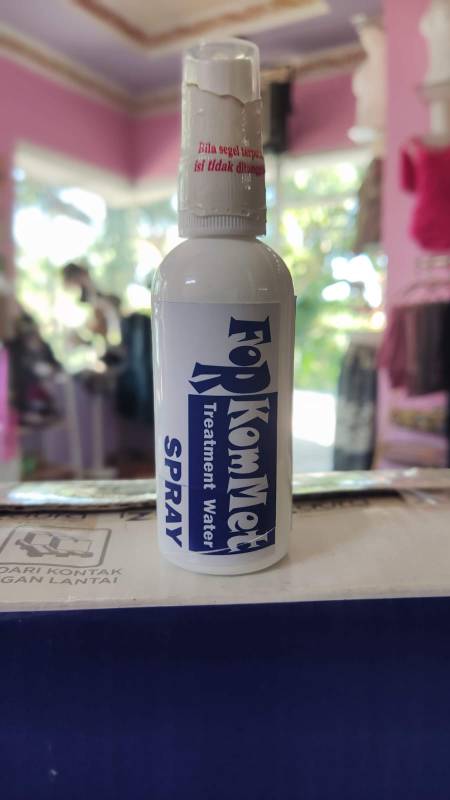 Bila segel
isi tidak
FOR KomMet
Treatment Water
SPRAY
DARI KONTAK
GAN LANTAI